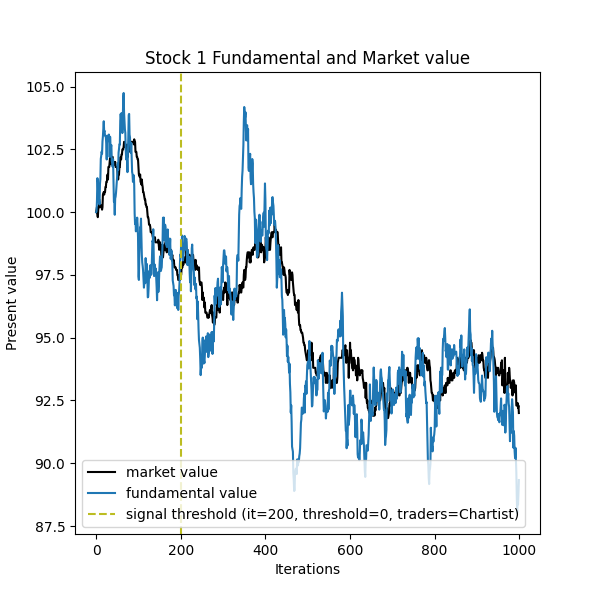 Stock 1 Fundamental and Market value
105.0
102.5
100.0
97.5
95.0
92.5
90.0
87.5
Present value
market value
fundamental value
signal threshold (it=200, threshold=0, traders=Chartist)
0 200 400 600 800 1000
Iterations